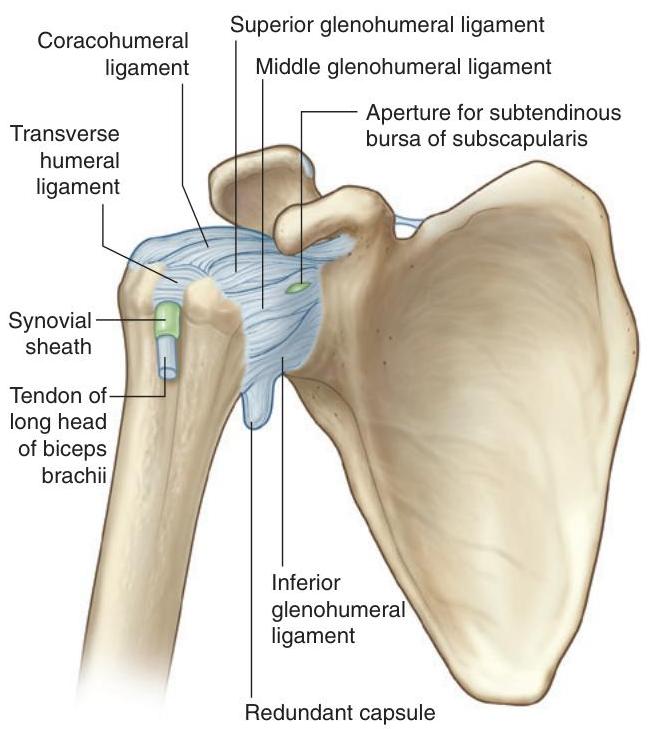 Superior glenohumeral ligament
Coracohumeral
ligament
Middle glenohumeral ligament
Aperture for subtendinous
bursa of subscapularis
Transverse
humeral
ligament
Synovial
sheath
Tendon of
long head
of biceps
brachii
Inferior
glenohumeral
ligament
Redundant capsule